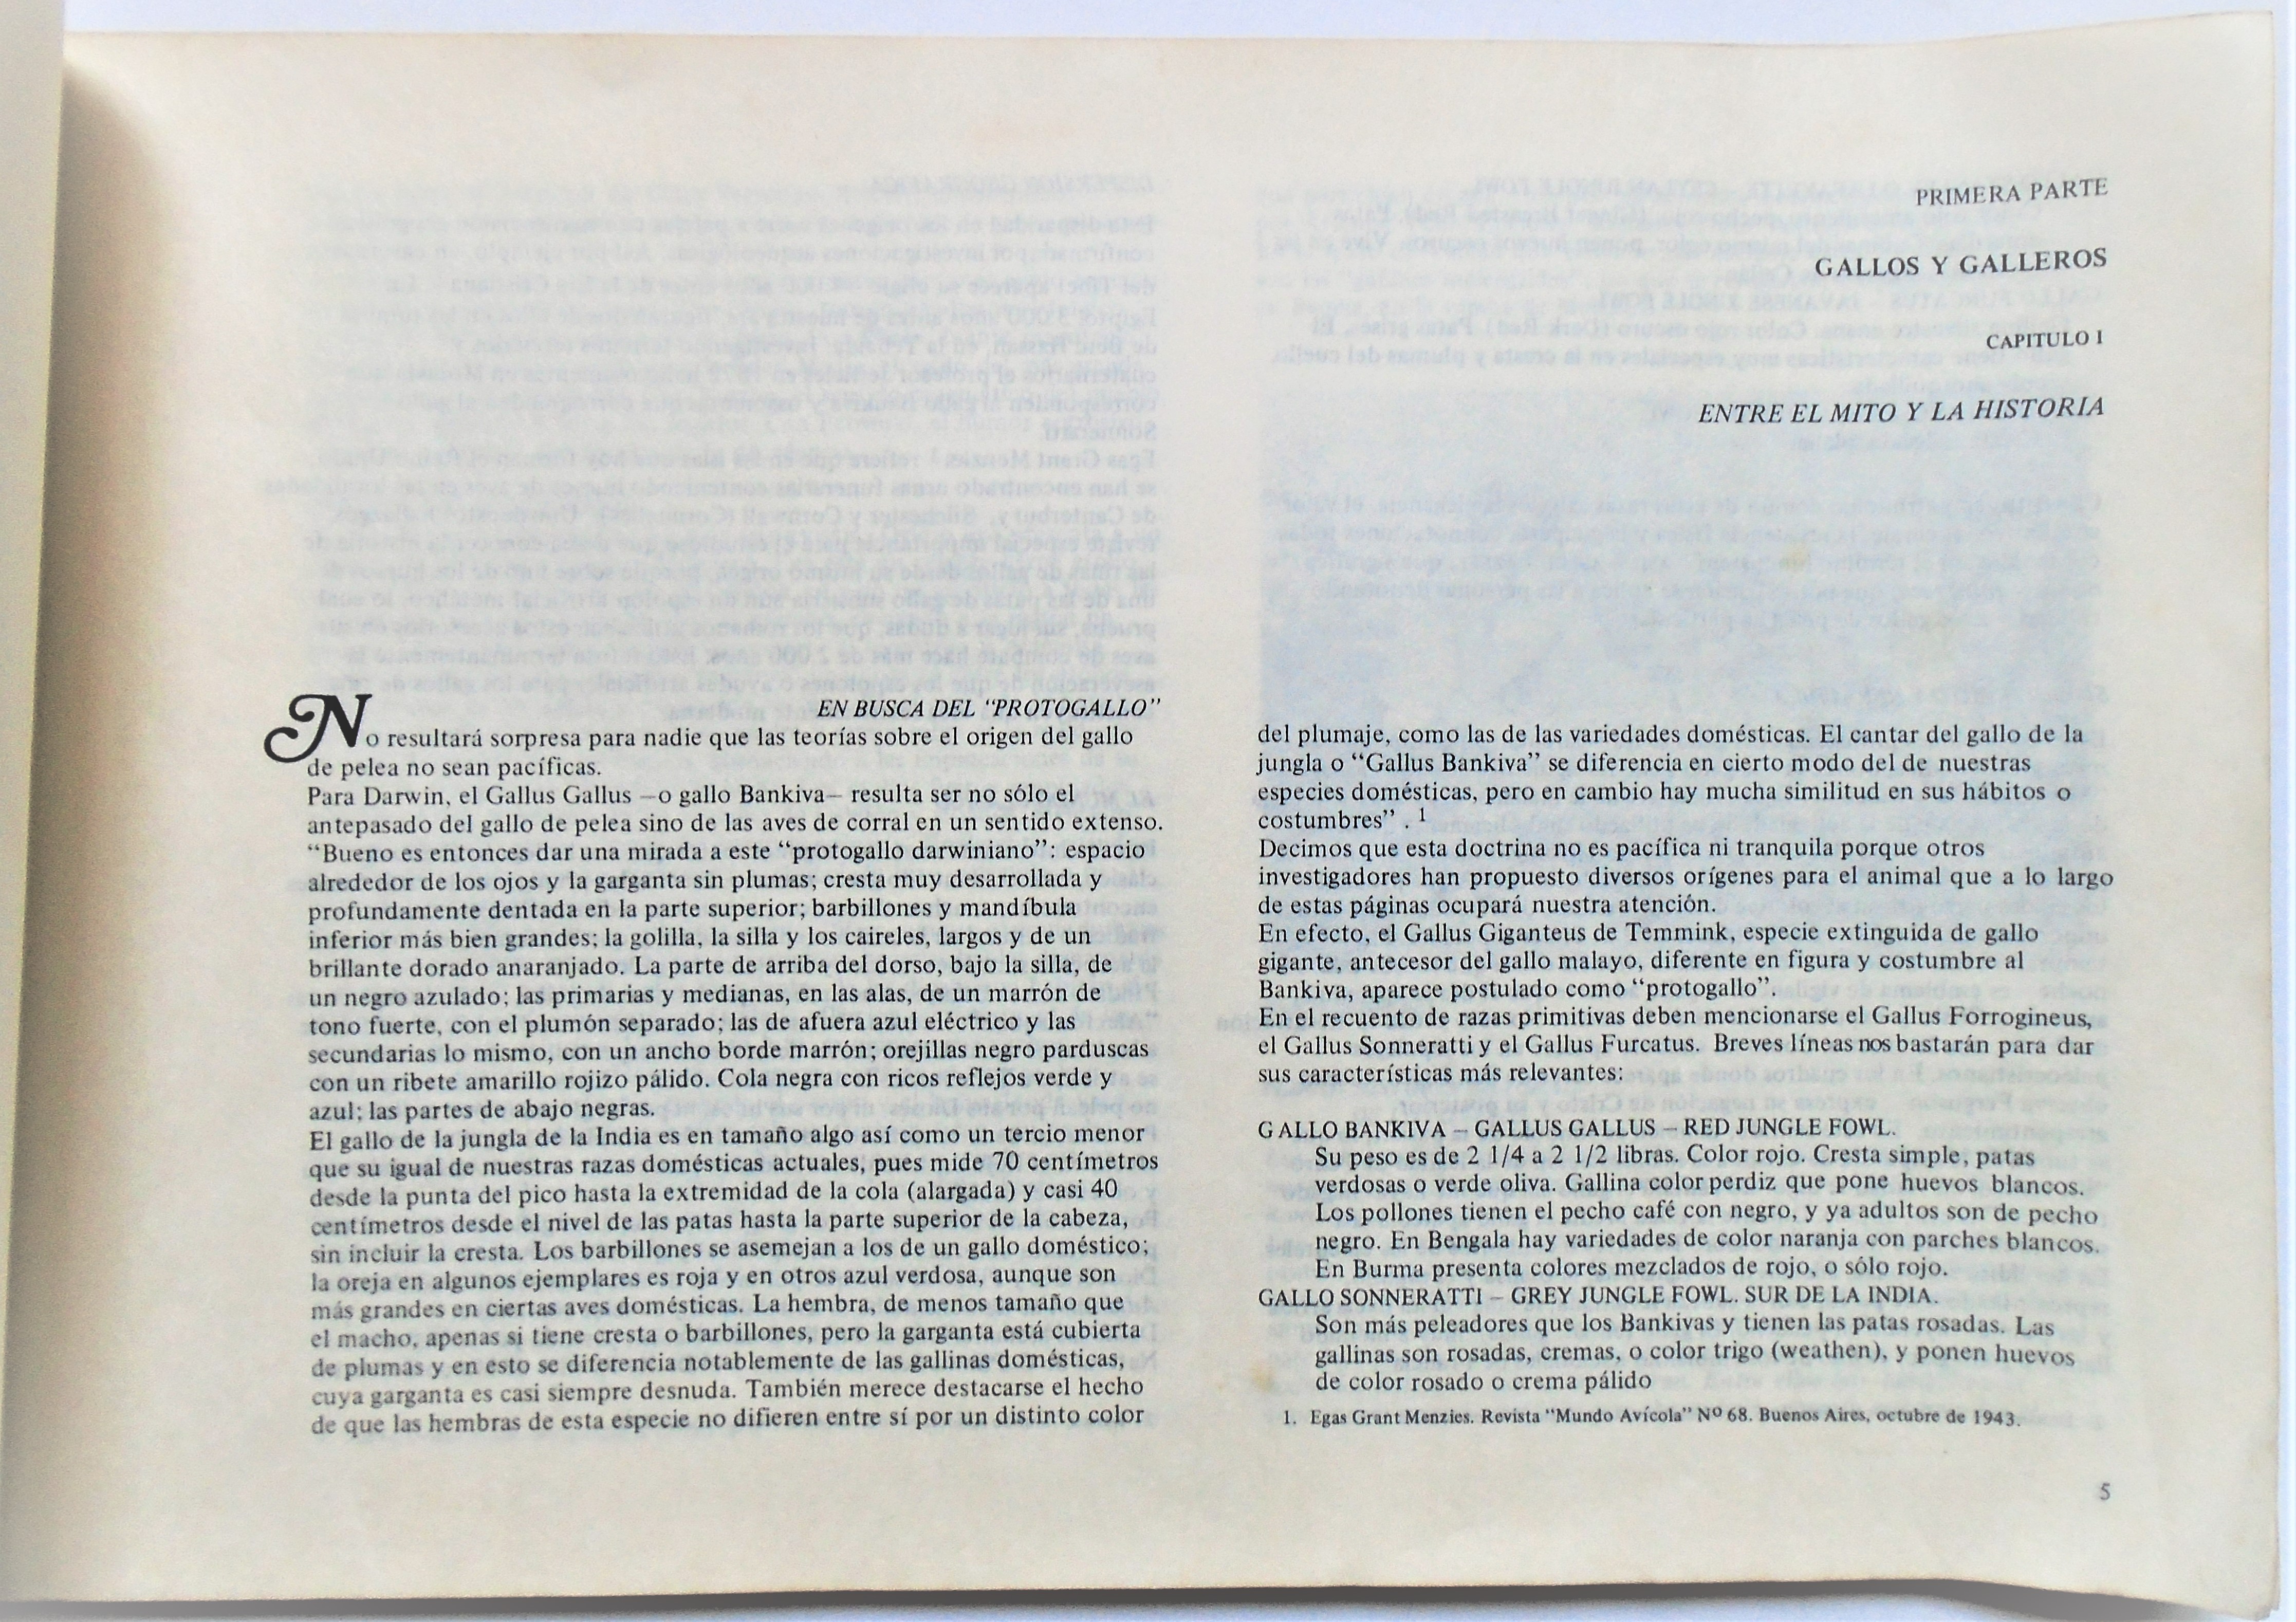 PRIMERA PARTE
GALLOS Y GALLEROS
CAPITULO I
ENTRE EL MITO Y LA HISTORIA
EN BUSCA DEL “PROTOGALLO”
No resultará sorpresa para nadie que las teorías sobre el origen del gallo
de pelea no sean pacíficas.
Para Darwin, el Gallus Gallus —o gallo Bankiva— resulta ser no sólo el
antepasado del gallo de pelea sino de las aves de corral en un sentido extenso.
“Bueno es entonces dar una mirada a este “protogallo darwiniano”: espacio
alrededor de los ojos y la garganta sin plumas; cresta muy desarrollada y
profundamente dentada en la parte superior; barbillones y mandíbula
inferior más bien grandes; la golilla, la silla y los caireles, largos y de un
brillante dorado anaranjado. La parte de arriba del dorso, bajo la silla, de
un negro azulado; las primarias y medianas, en las alas, de un marrón de
tono fuerte, con el plumón separado; las de afuera azul eléctrico y las
secundarias lo mismo, con un ancho borde marrón; orejillas negro parduscas
con un ribete amarillo rojizo pálido. Cola negra con ricos reflejos verde y
azul; las partes de abajo negras.
El gallo de la jungla de la India es en tamaño algo así como un tercio menor
que su igual de nuestras razas domésticas actuales, pues mide 70 centímetros
desde la punta del pico hasta la extremidad de la cola (alargada) y casi 40
centímetros desde el nivel de las patas hasta la parte superior de la cabeza,
sin incluir la cresta. Los barbillones se asemejan a los de un gallo doméstico;
la oreja en algunos ejemplares es roja y en otros azul verdosa, aunque son
más grandes en ciertas aves domésticas. La hembra, de menos tamaño que
el macho, apenas si tiene cresta o barbillones, pero la garganta está cubierta
de plumas y en esto se diferencia notablemente de las gallinas domésticas,
cuya garganta es casi siempre desnuda. También merece destacarse el hecho
de que las hembras de esta especie no difieren entre sí por un distinto color
del plumaje, como las de las variedades domésticas. El cantar del gallo de la
jungla o “Gallus Bankiva” se diferencia en cierto modo del de nuestras
especies domésticas, pero en cambio hay mucha similitud en sus hábitos o
costumbres” . 1
Decimos que esta doctrina no es pacífica ni tranquila porque otros
investigadores han propuesto diversos orígenes para el animal que a lo largo
de estas páginas ocupará nuestra atención.
En efecto, el Gallus Giganteus de Temmink, especie extinguida de gallo
gigante, antecesor del gallo malayo, diferente en figura y costumbre al
Bankiva, aparece postulado como “protogallo”.
En el recuento de razas primitivas deben mencionarse el Gallus Forrogineus,
el Gallus Sonneratti y el Gallus Furcatus. Breves líneas nos bastarán para dar
sus características más relevantes:
GALLO BANKIVA — GALLUS GALLUS — RED JUNGLE FOWL.
Su peso es de 2 1/4 a 2 1/2 libras. Color rojo. Cresta simple, patas
verdosas o verde oliva. Gallina color perdiz que pone huevos blancos.
Los pollones tienen el pecho café con negro, y ya adultos son de pecho
negro. En Bengala hay variedades de color naranja con parches blancos.
En Burma presenta colores mezclados de rojo, o sólo rojo.
GALLO SONNERATTI — GREY JUNGLE FOWL. SUR DE LA INDIA.
Son más peleadores que los Bankivas y tienen las patas rosadas. Las
gallinas son rosadas, cremas, o color trigo (weathen), y ponen huevos
de color rosado o crema pálido
1. Egas Grant Menzies. Revista “Mundo Avícola” Nº 68. Buenos Aires, octubre de 1943.
5